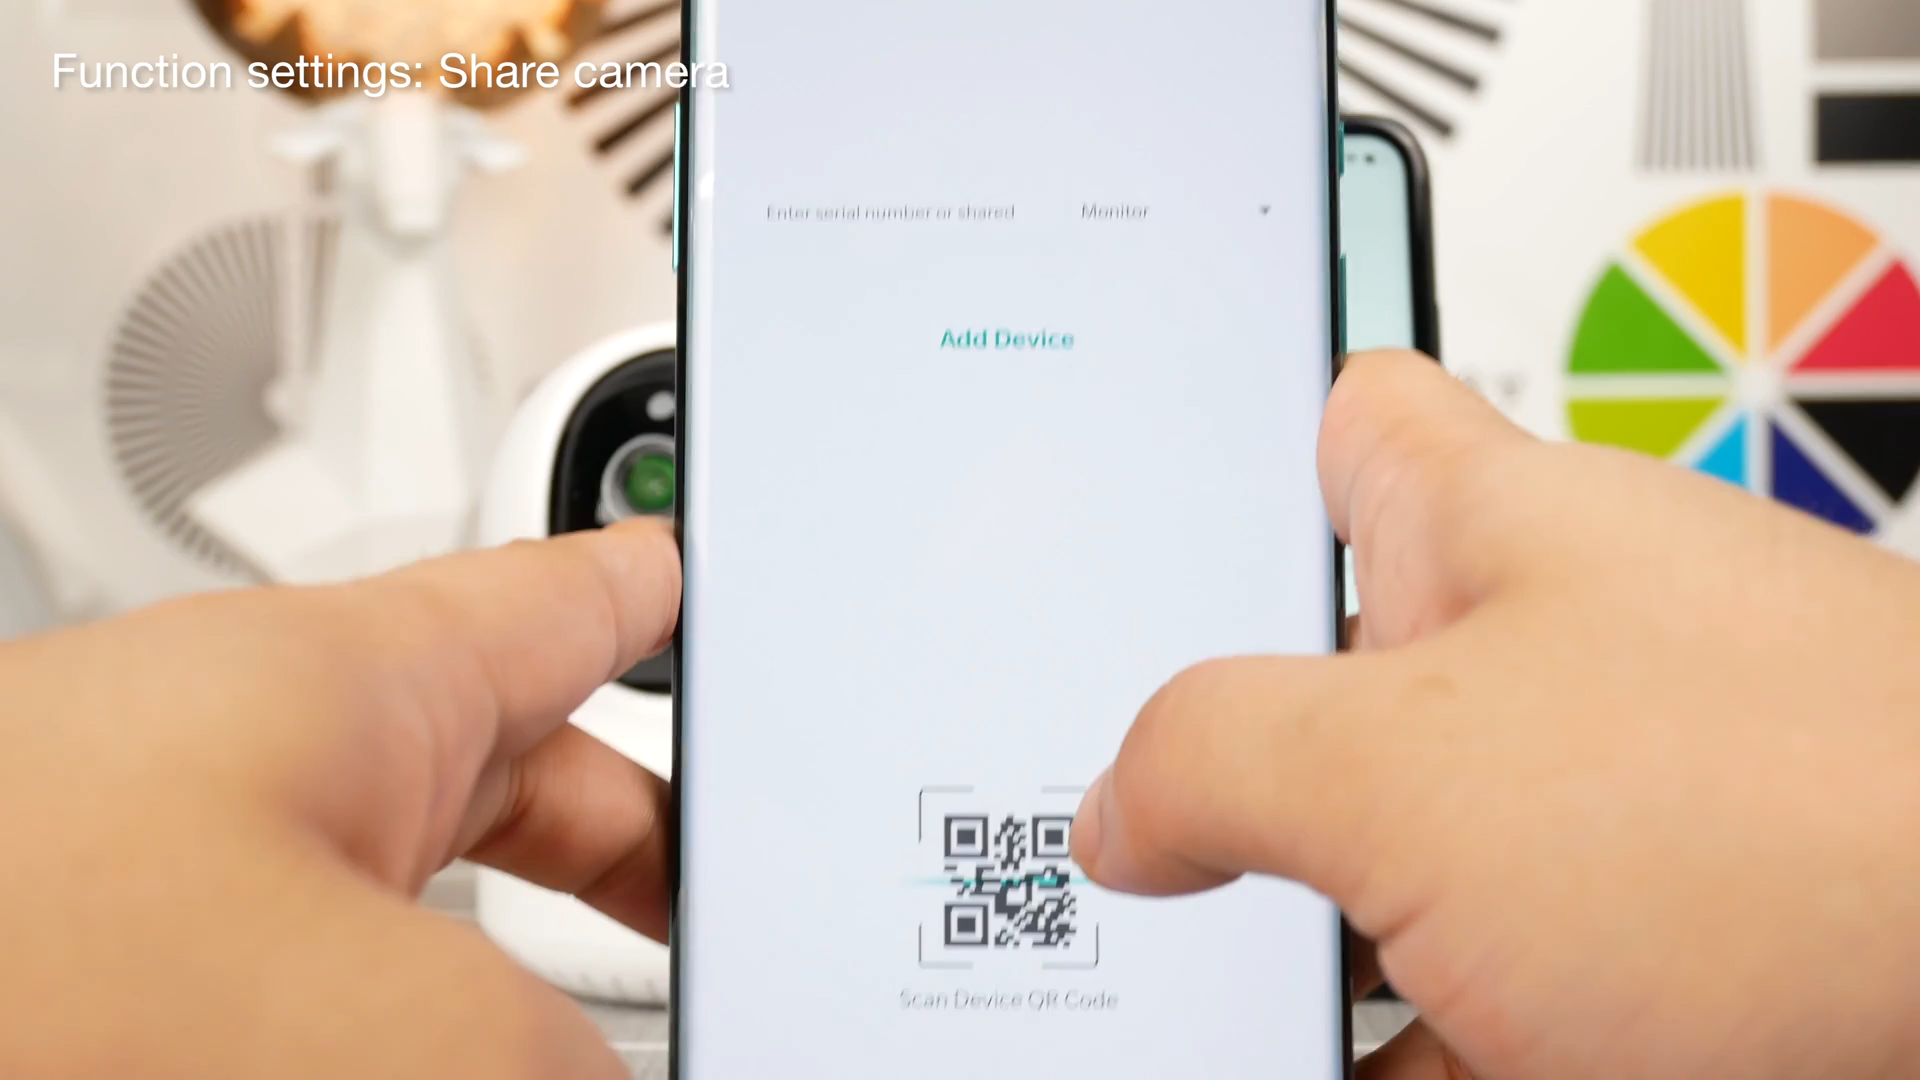 Function settings: Share camera
Enter serial number or shared
Monitor
Add Device
Scan Device QR Code